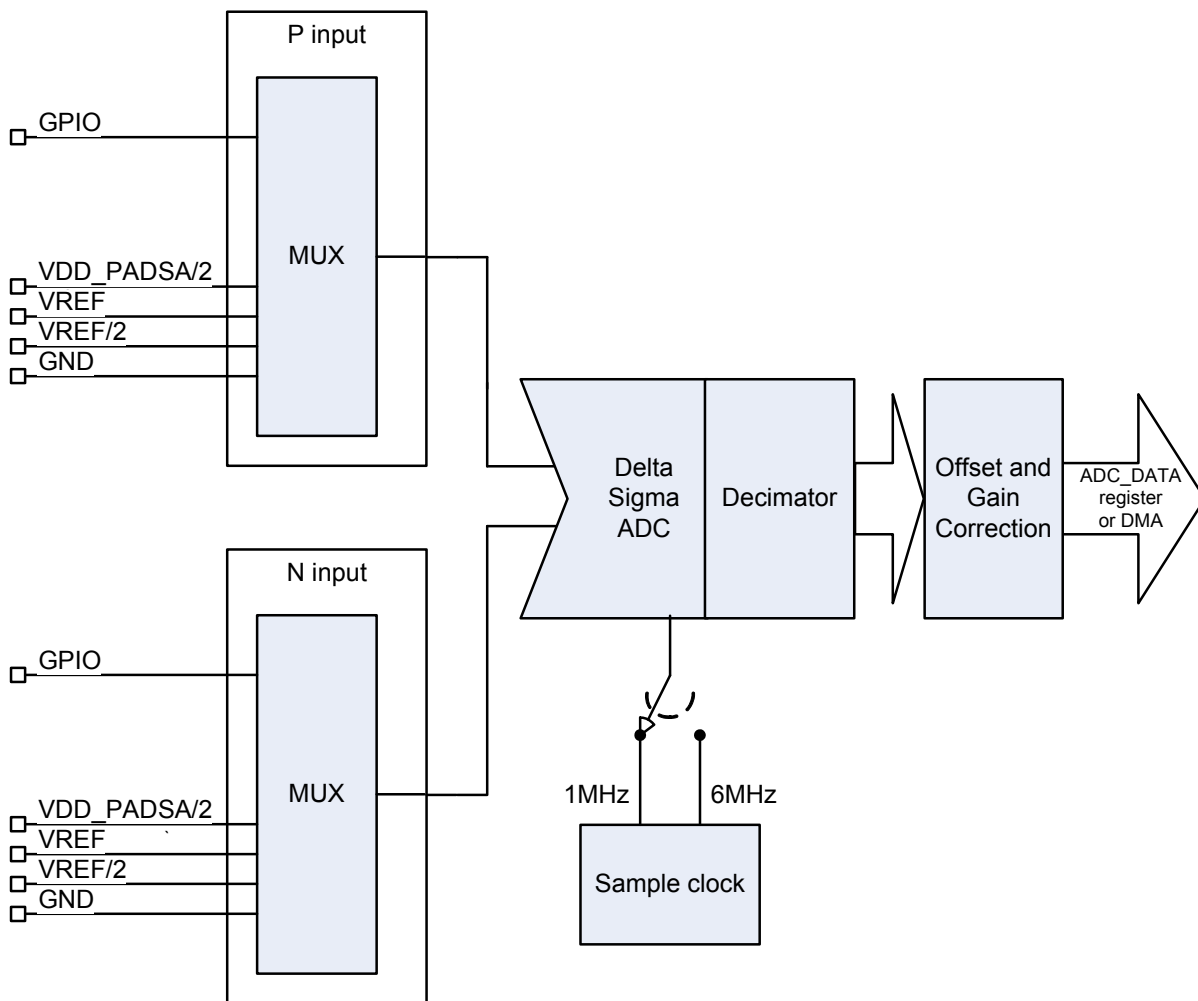 P input
GPIO
MUX
VDD_PADSA/2
VREF
VREF/2
GND
Delta
Sigma
ADC
Decimator
Offset and
Gain
Correction
ADC_DATA
register
or DMA
N input
GPIO
MUX
VDD_PADSA/2
VREF
VREF/2
GND
1MHz
6MHz
Sample clock